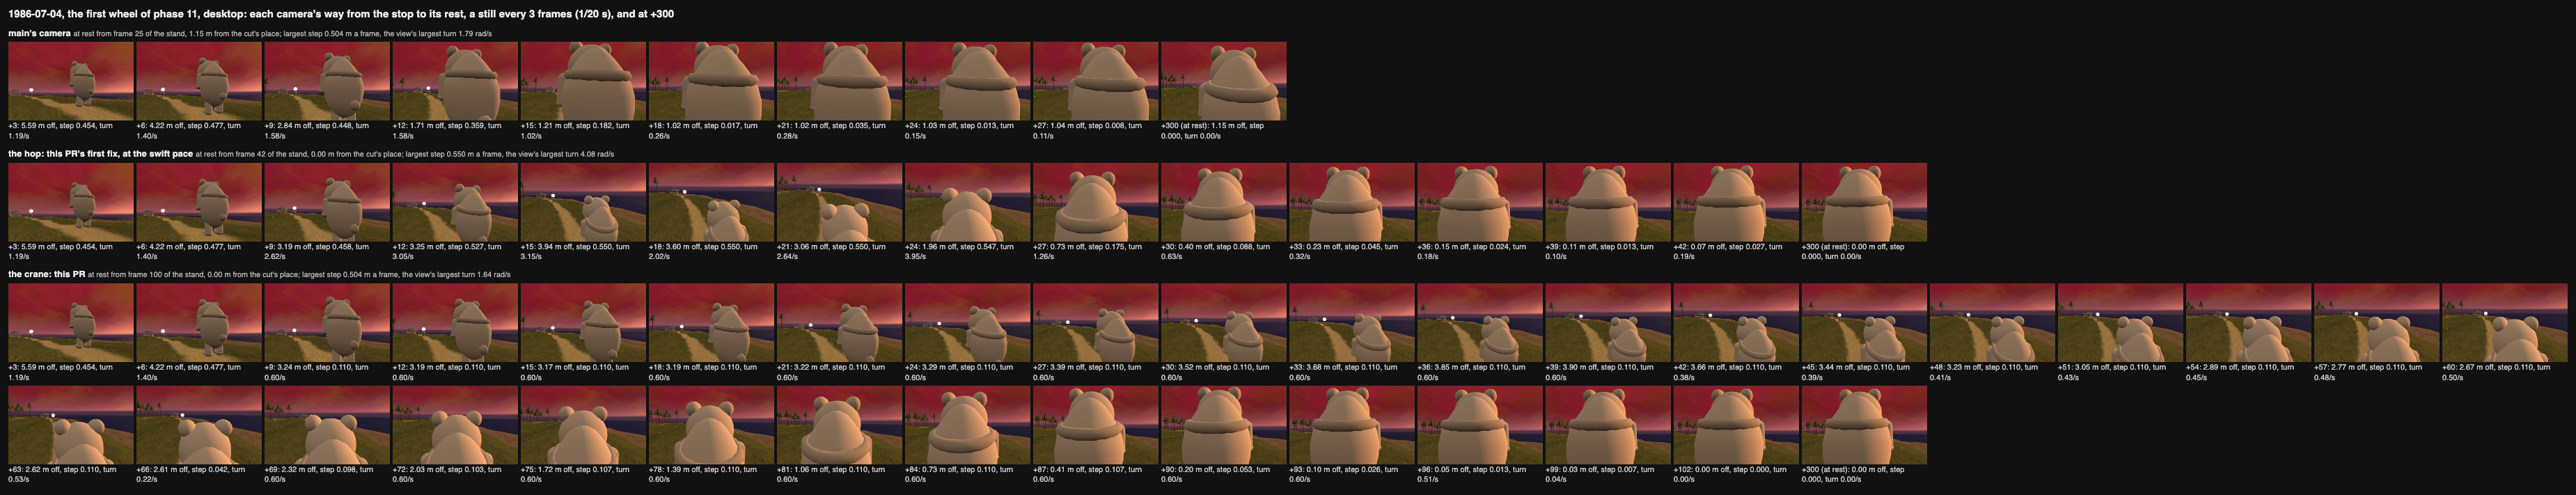 1986-07-04, the first wheel of phase 11, desktop: each camera's way from the stop to its rest, a still every 3 frames (1/20 s), and at +300
main's camera at rest from frame 25 of the stand, 1.15 m from the cut's place; largest step 0.504 m a frame, the view's largest turn 1.79 rad/s
+3: 5.59 m off, step 0.454, turn 1.19/s
+6: 4.22 m off, step 0.477, turn 1.40/s
+9: 2.84 m off, step 0.448, turn 1.58/s
+12: 1.71 m off, step 0.359, turn 1.58/s
+15: 1.21 m off, step 0.182, turn 1.02/s
+18: 1.02 m off, step 0.017, turn 0.26/s
+21: 1.02 m off, step 0.035, turn 0.28/s
+24: 1.03 m off, step 0.013, turn 0.15/s
+27: 1.04 m off, step 0.008, turn 0.11/s
+300 (at rest): 1.15 m off, step 0.000, turn 0.00/s
the hop: this PR's first fix, at the swift pace at rest from frame 42 of the stand, 0.00 m from the cut's place; largest step 0.550 m a frame, the view's largest turn 4.08 rad/s
+3: 5.59 m off, step 0.454, turn 1.19/s
+6: 4.22 m off, step 0.477, turn 1.40/s
+9: 3.19 m off, step 0.458, turn 2.62/s
+12: 3.25 m off, step 0.527, turn 3.05/s
+15: 3.94 m off, step 0.550, turn 3.15/s
+18: 3.60 m off, step 0.550, turn 2.02/s
+21: 3.06 m off, step 0.550, turn 2.64/s
+24: 1.96 m off, step 0.547, turn 3.95/s
+27: 0.73 m off, step 0.175, turn 1.26/s
+30: 0.40 m off, step 0.088, turn 0.63/s
+33: 0.23 m off, step 0.045, turn 0.32/s
+36: 0.15 m off, step 0.024, turn 0.18/s
+39: 0.11 m off, step 0.013, turn 0.10/s
+42: 0.07 m off, step 0.027, turn 0.19/s
+300 (at rest): 0.00 m off, step 0.000, turn 0.00/s
the crane: this PR at rest from frame 100 of the stand, 0.00 m from the cut's place; largest step 0.504 m a frame, the view's largest turn 1.64 rad/s
+3: 5.59 m off, step 0.454, turn 1.19/s
+6: 4.22 m off, step 0.477, turn 1.40/s
+9: 3.24 m off, step 0.110, turn 0.60/s
+12: 3.19 m off, step 0.110, turn 0.60/s
+15: 3.17 m off, step 0.110, turn 0.60/s
+18: 3.19 m off, step 0.110, turn 0.60/s
+21: 3.22 m off, step 0.110, turn 0.60/s
+24: 3.29 m off, step 0.110, turn 0.60/s
+27: 3.39 m off, step 0.110, turn 0.60/s
+30: 3.52 m off, step 0.110, turn 0.60/s
+33: 3.68 m off, step 0.110, turn 0.60/s
+36: 3.85 m off, step 0.110, turn 0.60/s
+39: 3.90 m off, step 0.110, turn 0.60/s
+42: 3.66 m off, step 0.110, turn 0.38/s
+45: 3.44 m off, step 0.110, turn 0.39/s
+48: 3.23 m off, step 0.110, turn 0.41/s
+51: 3.05 m off, step 0.110, turn 0.43/s
+54: 2.89 m off, step 0.110, turn 0.45/s
+57: 2.77 m off, step 0.110, turn 0.48/s
+60: 2.67 m off, step 0.110, turn 0.50/s
+63: 2.62 m off, step 0.110, turn 0.53/s
+66: 2.61 m off, step 0.042, turn 0.22/s
+69: 2.32 m off, step 0.098, turn 0.60/s
+72: 2.03 m off, step 0.103, turn 0.60/s
+75: 1.72 m off, step 0.107, turn 0.60/s
+78: 1.39 m off, step 0.110, turn 0.60/s
+81: 1.06 m off, step 0.110, turn 0.60/s
+84: 0.73 m off, step 0.110, turn 0.60/s
+87: 0.41 m off, step 0.107, turn 0.60/s
+90: 0.20 m off, step 0.053, turn 0.60/s
+93: 0.10 m off, step 0.026, turn 0.60/s
+96: 0.05 m off, step 0.013, turn 0.51/s
+99: 0.03 m off, step 0.007, turn 0.04/s
+102: 0.00 m off, step 0.000, turn 0.00/s
+300 (at rest): 0.00 m off, step 0.000, turn 0.00/s